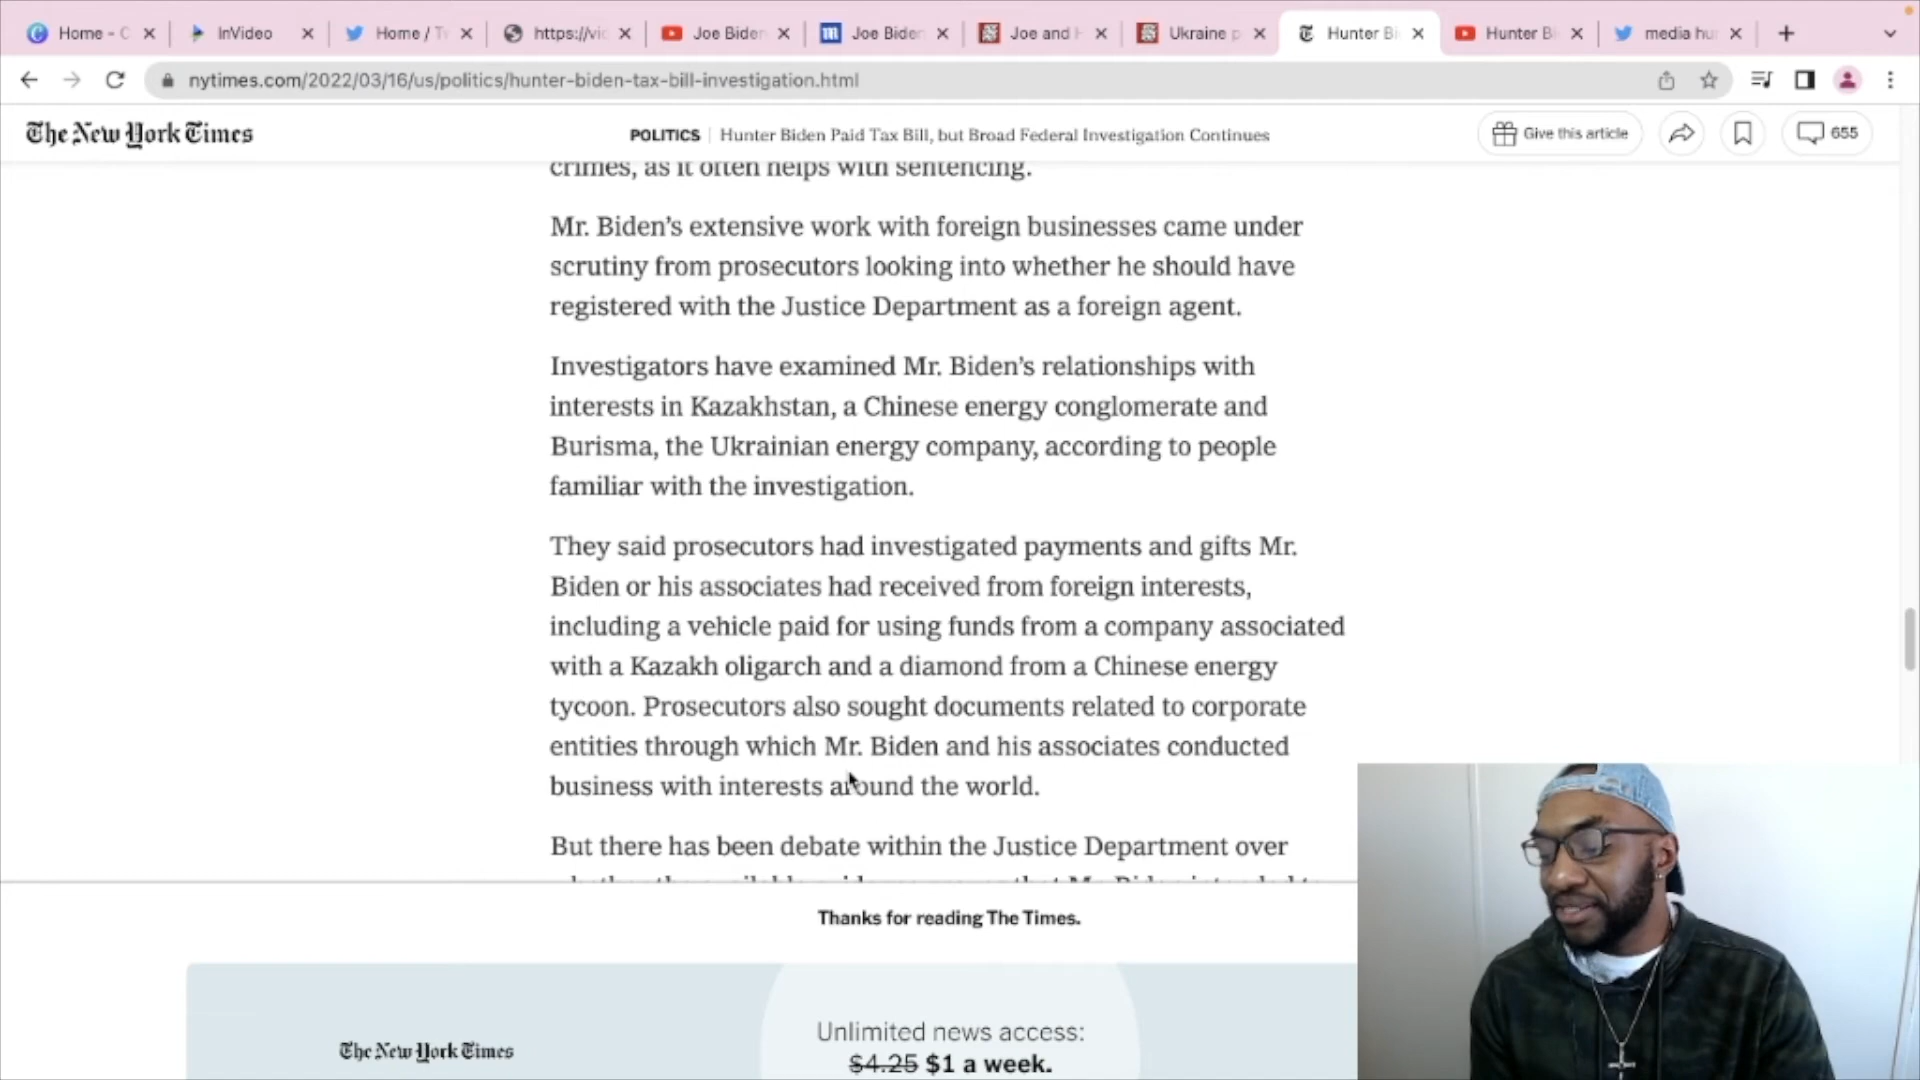 Home - C
InVideo
Home / Tw
https://vic
Joe Biden
Joe Biden
Joe and H
Ukraine p
Hunter Bi
Hunter B
media hu
nytimes.com/2022/03/16/us/politics/hunter-biden-tax-bill-investigation.html
The New York Times
POLITICS | Hunter Biden Paid Tax Bill, but Broad Federal Investigation Continues
Give this article
655
crimes, as it often helps with sentencing.
Mr. Biden’s extensive work with foreign businesses came under
scrutiny from prosecutors looking into whether he should have
registered with the Justice Department as a foreign agent.
Investigators have examined Mr. Biden’s relationships with
interests in Kazakhstan, a Chinese energy conglomerate and
Burisma, the Ukrainian energy company, according to people
familiar with the investigation.
They said prosecutors had investigated payments and gifts Mr.
Biden or his associates had received from foreign interests,
including a vehicle paid for using funds from a company associated
with a Kazakh oligarch and a diamond from a Chinese energy
tycoon. Prosecutors also sought documents related to corporate
entities through which Mr. Biden and his associates conducted
business with interests around the world.
But there has been debate within the Justice Department over
Thanks for reading The Times.
The New York Times
Unlimited news access:
$4.25 $1 a week.